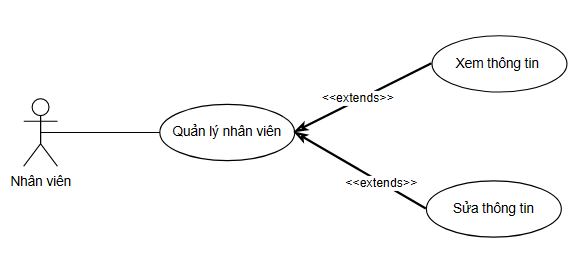 Xem thông tin
<<extends>>
Quản lý nhân viên
Nhân viên
<<extends>>
Sửa thông tin